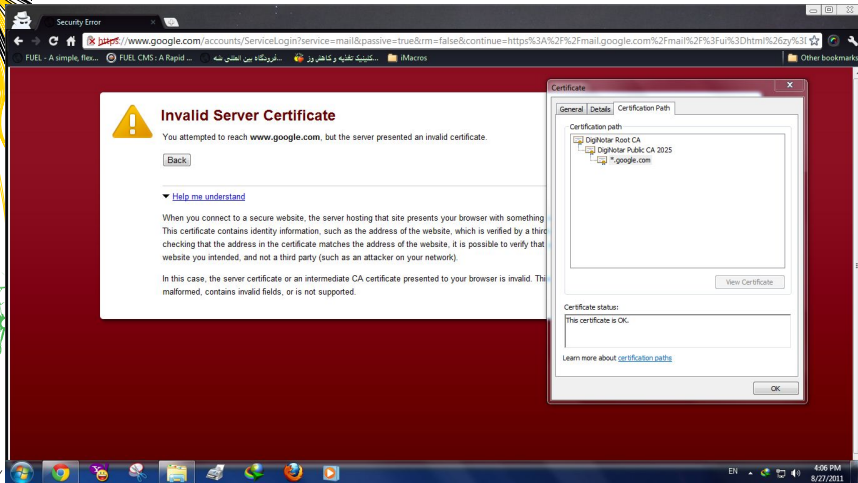 Security Error
https://www.google.com/accounts/ServiceLogin?service=mail&passive=true&rm=false&continue=https%3A%2F%2Fmail.google.com%2Fmail%2F%3Fui%3Dhtml%26zy%3l
FUEL - A simple, flex... FUEL CMS : A Rapid ... ...فروشگاه بین المللی شه ...کلینیک تغذیه و کاهش وز iMacros Other bookmarks
Invalid Server Certificate
You attempted to reach www.google.com, but the server presented an invalid certificate.
Back
Help me understand
When you connect to a secure website, the server hosting that site presents your browser with something
This certificate contains identity information, such as the address of the website, which is verified by a third
checking that the address in the certificate matches the address of the website, it is possible to verify that
website you intended, and not a third party (such as an attacker on your network).
In this case, the server certificate or an intermediate CA certificate presented to your browser is invalid. This
malformed, contains invalid fields, or is not supported.
Certificate
General Details Certification Path
Certification path
DigiNotar Root CA
DigiNotar Public CA 2025
*.google.com
View Certificate
Certificate status:
This certificate is OK.
Learn more about certification paths
OK
EN
4:06 PM
8/27/2011